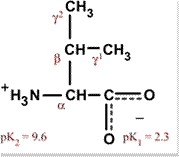 γ² CH₃
β CH CH₃
γ¹
+
H₃N CH C O
α
− O
pK₂ = 9.6 pK₁ = 2.3